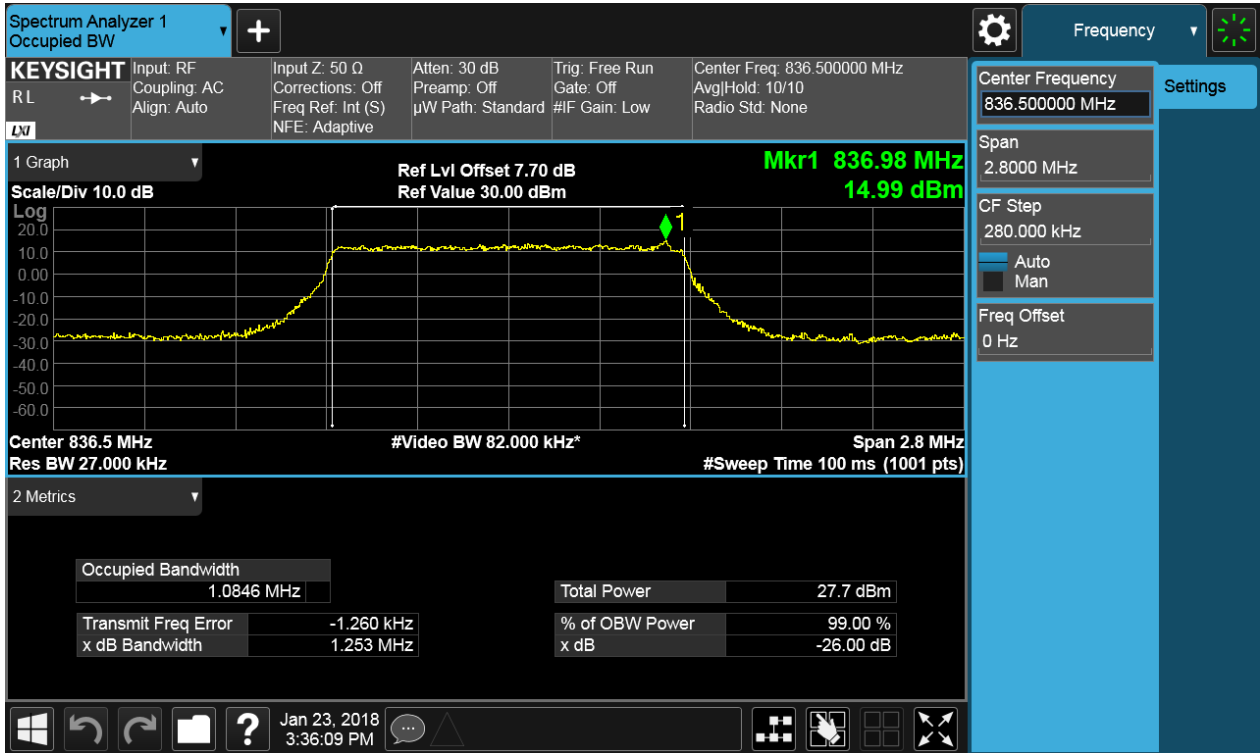 Spectrum Analyzer 1
Occupied BW
+
Frequency
KEYSIGHT
RL
LXI
Input: RF
Coupling: AC
Align: Auto
Input Z: 50 Ω
Corrections: Off
Freq Ref: Int (S)
NFE: Adaptive
Atten: 30 dB
Preamp: Off
µW Path: Standard
Trig: Free Run
Gate: Off
#IF Gain: Low
Center Freq: 836.500000 MHz
Avg|Hold: 10/10
Radio Std: None
Center Frequency
836.500000 MHz
Settings
Span
2.8000 MHz
CF Step
280.000 kHz
Auto
Man
Freq Offset
0 Hz
1 Graph
Scale/Div 10.0 dB
Ref Lvl Offset 7.70 dB
Ref Value 30.00 dBm
Mkr1 836.98 MHz
14.99 dBm
Log
20.0
10.0
0.00
-10.0
-20.0
-30.0
-40.0
-50.0
-60.0
1
Center 836.5 MHz
#Video BW 82.000 kHz*
Span 2.8 MHz
Res BW 27.000 kHz
#Sweep Time 100 ms (1001 pts)
2 Metrics
Occupied Bandwidth
1.0846 MHz
Total Power 27.7 dBm
Transmit Freq Error -1.260 kHz
% of OBW Power 99.00 %
x dB Bandwidth 1.253 MHz
x dB -26.00 dB
?
Jan 23, 2018
3:36:09 PM